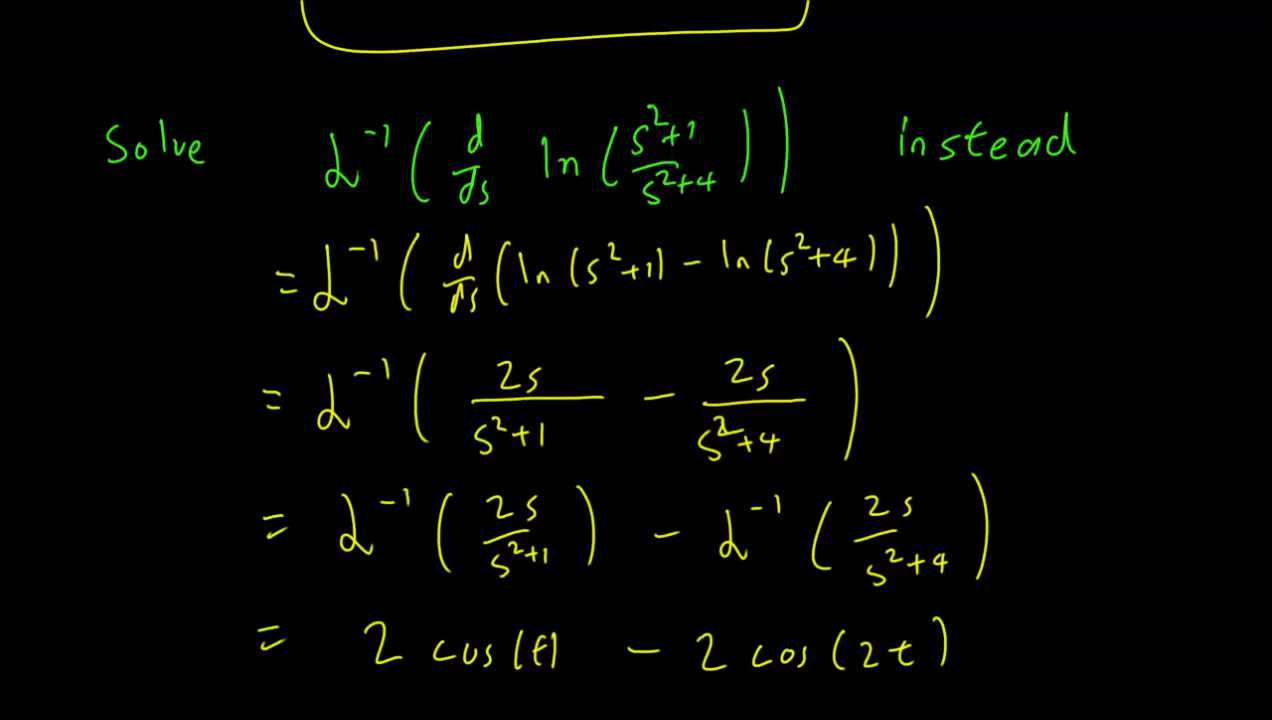 Solve ℒ⁻¹( d/ds ln( (s²+1)/(s²+4) ) ) instead
= ℒ⁻¹( d/ds ( ln(s²+1) − ln(s²+4) ) )
= ℒ⁻¹( 2s/(s²+1) − 2s/(s²+4) )
= ℒ⁻¹( 2s/(s²+1) ) − ℒ⁻¹( 2s/(s²+4) )
= 2 cos(t) − 2 cos(2t)